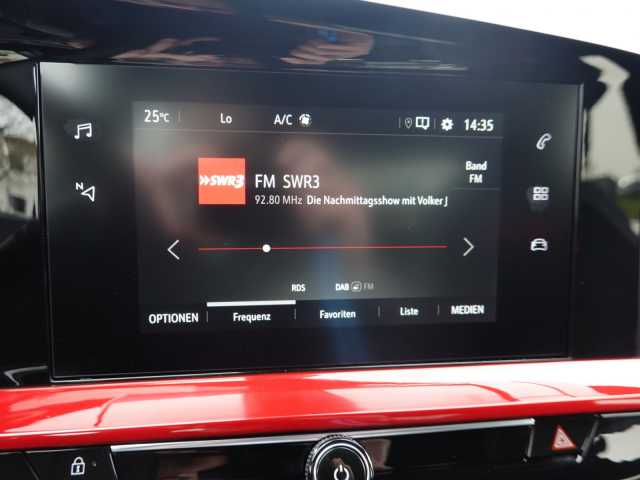 25°C Lo A/C 14:35
N
SWR3
FM SWR3
Band
FM
92.80 MHz Die Nachmittagsshow mit Volker J
RDS DAB FM
OPTIONEN Frequenz Favoriten Liste MEDIEN